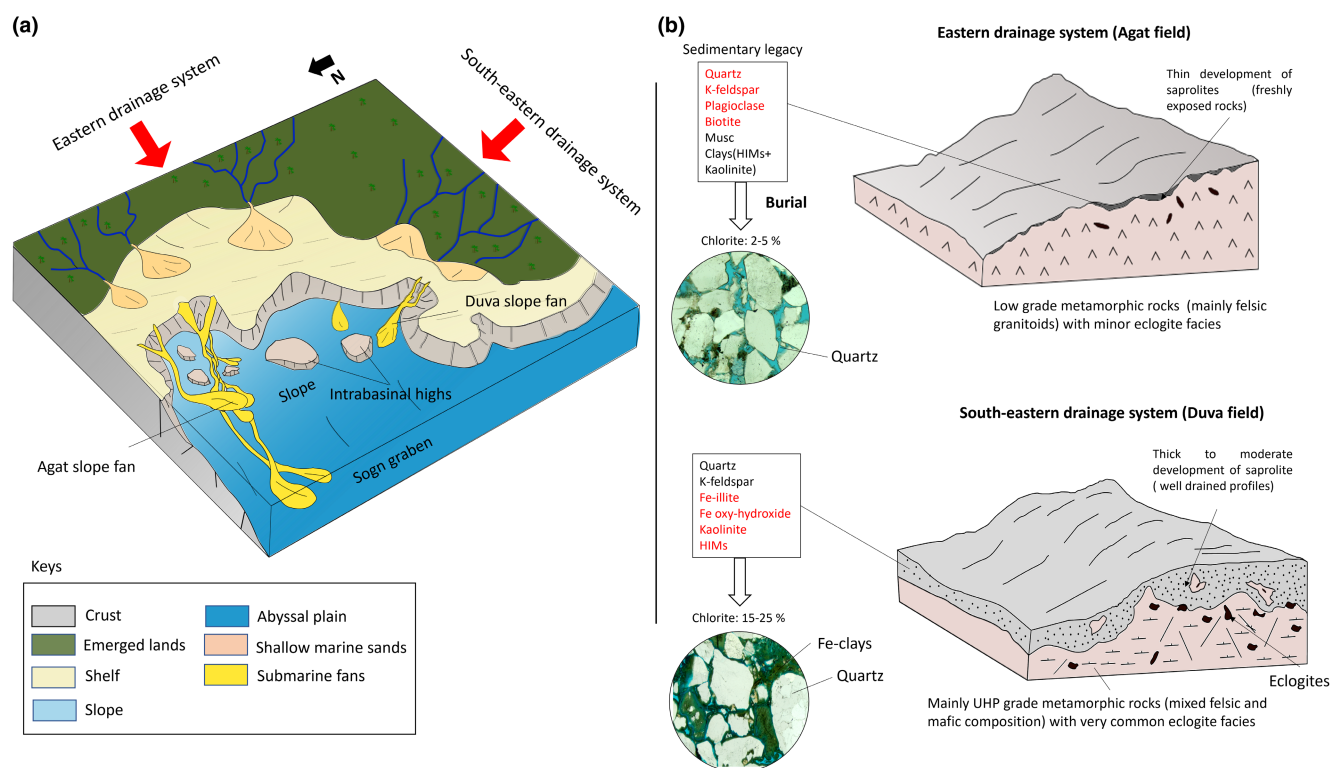 (a)
N
Eastern drainage system
South-eastern drainage system
Duva slope fan
Slope
Intrabasinal highs
Sogn graben
Agat slope fan
Keys
Crust
Emerged lands
Shelf
Slope
Abyssal plain
Shallow marine sands
Submarine fans
(b)
Eastern drainage system (Agat field)
Sedimentary legacy
Quartz
K-feldspar
Plagioclase
Biotite
Musc
Clays(HIMs+
Kaolinite)
Burial
Chlorite: 2-5 %
Quartz
Thin development of
saprolites (freshly
exposed rocks)
Low grade metamorphic rocks (mainly felsic
granitoids) with minor eclogite facies
South-eastern drainage system (Duva field)
Quartz
K-feldspar
Fe-illite
Fe oxy-hydroxide
Kaolinite
HIMs
Chlorite: 15-25 %
Fe-clays
Quartz
Thick to moderate
development of saprolite
( well drained profiles)
Eclogites
Mainly UHP grade metamorphic rocks (mixed felsic and
mafic composition) with very common eclogite facies